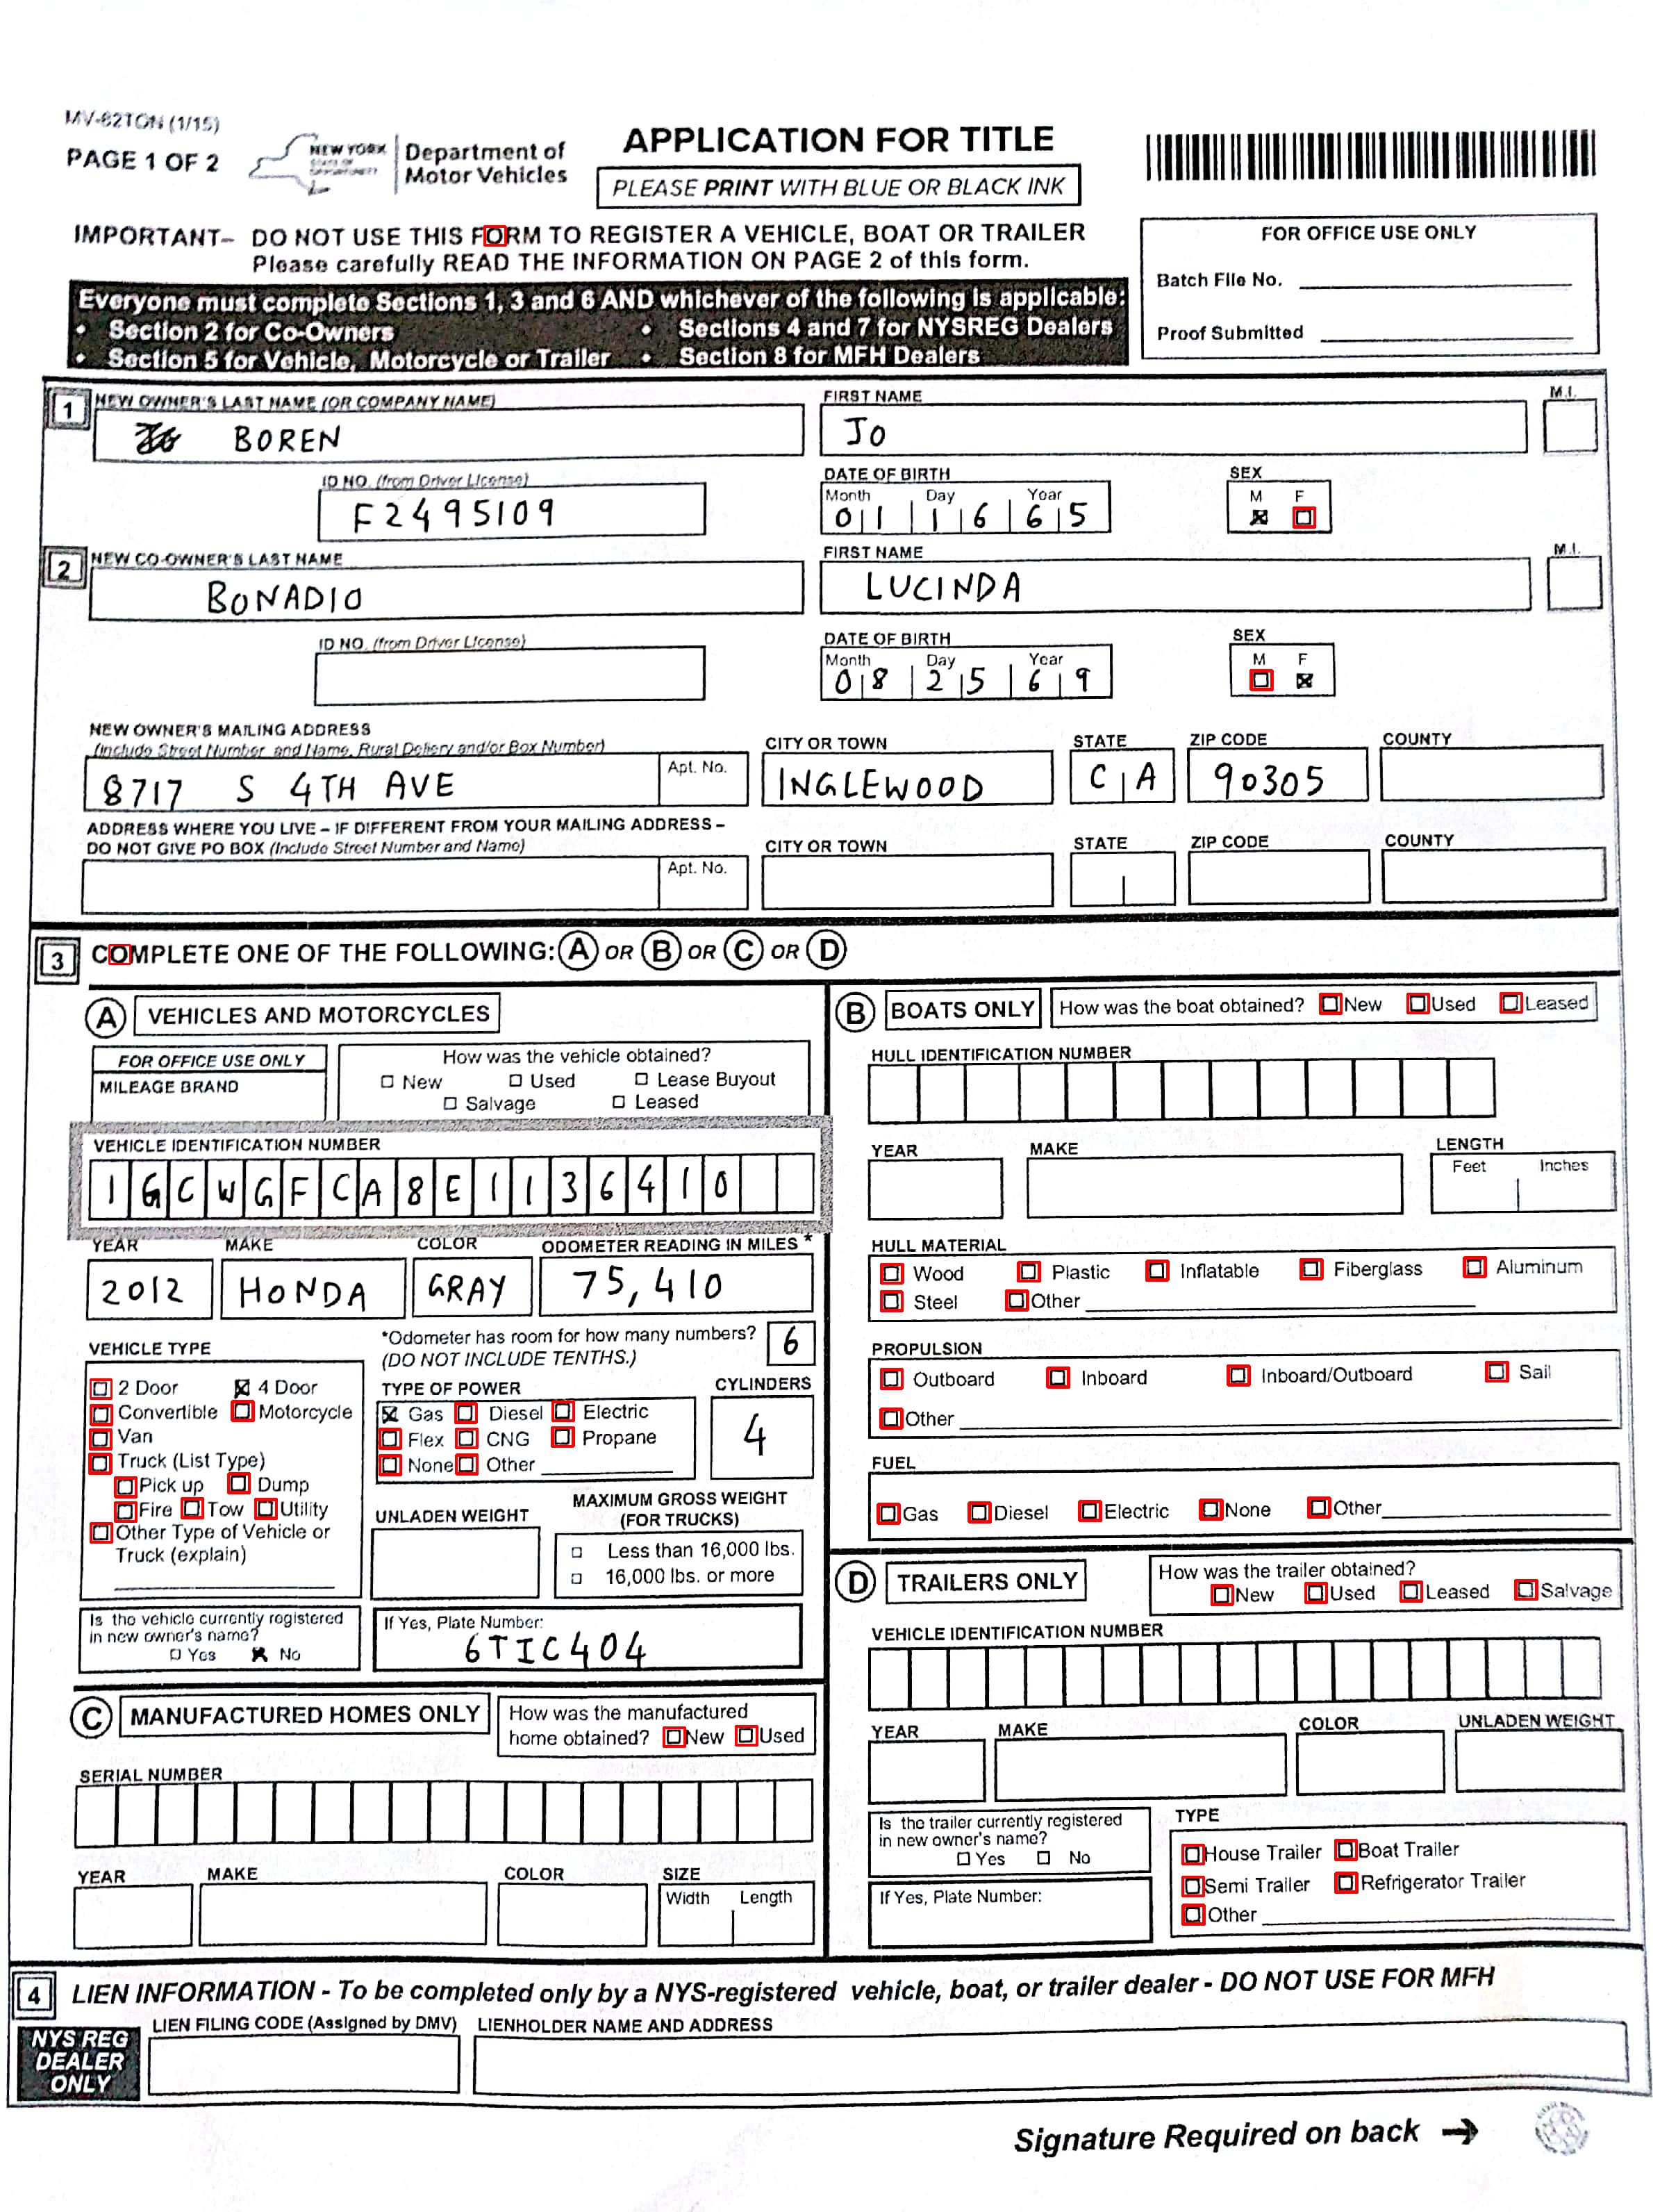 MV-82TON (1/15)
PAGE 1 OF 2
NEW YORK STATE OF OPPORTUNITY
Department of Motor Vehicles
APPLICATION FOR TITLE
PLEASE PRINT WITH BLUE OR BLACK INK
IMPORTANT– DO NOT USE THIS FORM TO REGISTER A VEHICLE, BOAT OR TRAILER
Please carefully READ THE INFORMATION ON PAGE 2 of this form.
FOR OFFICE USE ONLY
Batch File No.
Proof Submitted
Everyone must complete Sections 1, 3 and 6 AND whichever of the following is applicable:
• Section 2 for Co-Owners • Sections 4 and 7 for NYSREG Dealers
• Section 5 for Vehicle, Motorcycle or Trailer • Section 8 for MFH Dealers
1 NEW OWNER'S LAST NAME (OR COMPANY NAME) FIRST NAME M.I.
BOREN JO
ID NO. (from Driver License) DATE OF BIRTH SEX
Month Day Year M F
F2495109 01 16 65
2 NEW CO-OWNER'S LAST NAME FIRST NAME M.I.
BONADIO LUCINDA
ID NO. (from Driver License) DATE OF BIRTH SEX
Month Day Year M F
08 25 69
NEW OWNER'S MAILING ADDRESS
(Include Street Number and Name, Rural Delivery and/or Box Number) Apt. No. CITY OR TOWN STATE ZIP CODE COUNTY
8717 S 4TH AVE INGLEWOOD CA 90305
ADDRESS WHERE YOU LIVE – IF DIFFERENT FROM YOUR MAILING ADDRESS –
DO NOT GIVE PO BOX (Include Street Number and Name) Apt. No. CITY OR TOWN STATE ZIP CODE COUNTY
3 COMPLETE ONE OF THE FOLLOWING: A OR B OR C OR D
A VEHICLES AND MOTORCYCLES
FOR OFFICE USE ONLY
MILEAGE BRAND
How was the vehicle obtained?
New Used Lease Buyout
Salvage Leased
VEHICLE IDENTIFICATION NUMBER
1GCWGFCA8E1136410
YEAR MAKE COLOR ODOMETER READING IN MILES *
2012 HONDA GRAY 75,410
*Odometer has room for how many numbers? 6
(DO NOT INCLUDE TENTHS.)
VEHICLE TYPE
2 Door 4 Door
Convertible Motorcycle
Van
Truck (List Type)
Pick up Dump
Fire Tow Utility
Other Type of Vehicle or
Truck (explain)
TYPE OF POWER
Gas Diesel Electric
Flex CNG Propane
None Other
CYLINDERS
4
UNLADEN WEIGHT
MAXIMUM GROSS WEIGHT
(FOR TRUCKS)
Less than 16,000 lbs.
16,000 lbs. or more
Is the vehicle currently registered
in new owner's name?
Yes No
If Yes, Plate Number:
6TIC404
B BOATS ONLY
How was the boat obtained? New Used Leased
HULL IDENTIFICATION NUMBER
YEAR MAKE LENGTH
Feet Inches
HULL MATERIAL
Wood Plastic Inflatable Fiberglass Aluminum
Steel Other
PROPULSION
Outboard Inboard Inboard/Outboard Sail
Other
FUEL
Gas Diesel Electric None Other
C MANUFACTURED HOMES ONLY
How was the manufactured
home obtained? New Used
SERIAL NUMBER
YEAR MAKE COLOR SIZE
Width Length
D TRAILERS ONLY
How was the trailer obtained?
New Used Leased Salvage
VEHICLE IDENTIFICATION NUMBER
YEAR MAKE COLOR UNLADEN WEIGHT
Is the trailer currently registered
in new owner's name?
Yes No
If Yes, Plate Number:
TYPE
House Trailer Boat Trailer
Semi Trailer Refrigerator Trailer
Other
4 LIEN INFORMATION - To be completed only by a NYS-registered vehicle, boat, or trailer dealer - DO NOT USE FOR MFH
NYS REG
DEALER
ONLY
LIEN FILING CODE (Assigned by DMV) LIENHOLDER NAME AND ADDRESS
Signature Required on back →